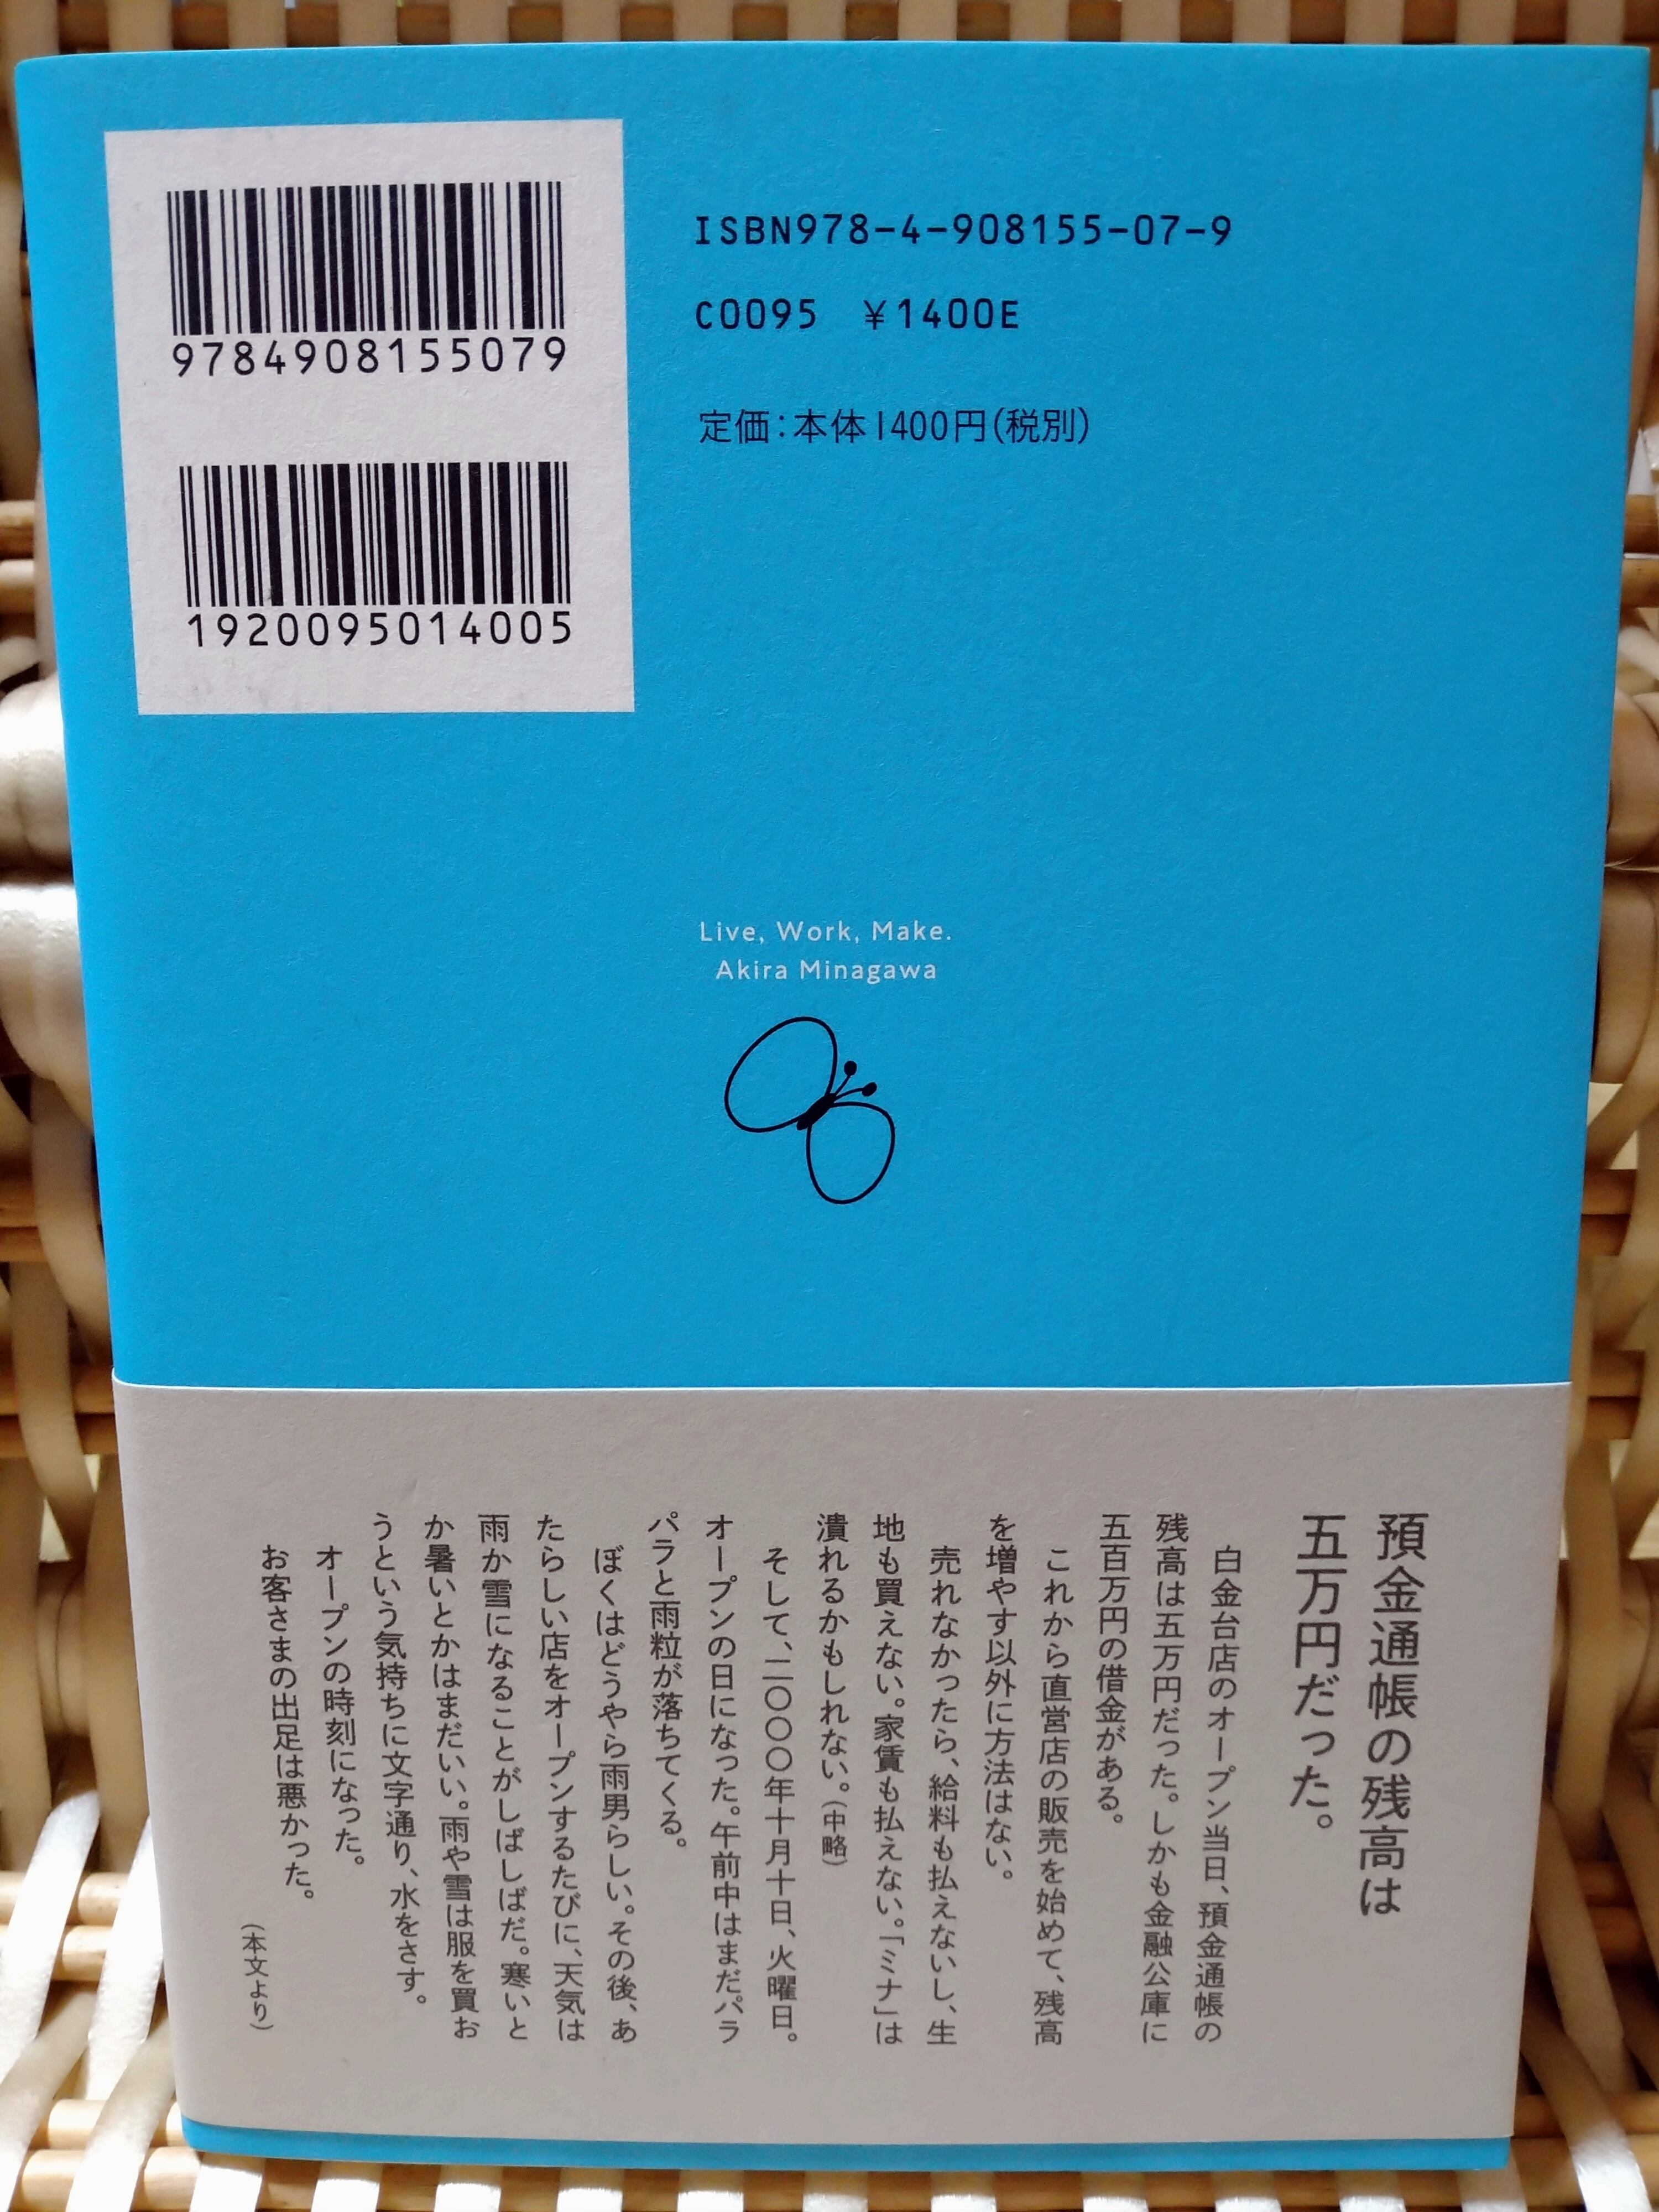 9784908155079
1920095014005
ISBN978-4-908155-07-9
C0095 ¥1400E
定価：本体1400円（税別）
Live, Work, Make.
Akira Minagawa
預金通帳の残高は
五万円だった。
白金台店のオープン当日、預金通帳の
残高は五万円だった。しかも金融公庫に
五百万円の借金がある。
これから直営店の販売を始めて、残高
を増やす以外に方法はない。
売れなかったら、給料も払えないし、生
地も買えない。家賃も払えない。「ミナ」は
潰れるかもしれない。（中略）
そして、二〇〇〇年十月十日、火曜日。
オープンの日になった。午前中はまだパラ
パラと雨粒が落ちてくる。
ぼくはどうやら雨男らしい。その後、あ
たらしい店をオープンするたびに、天気は
雨か雪になることがしばしばだ。寒いと
か暑いとかはまだいい。雨や雪は服を買お
うという気持ちに文字通り、水をさす。
オープンの時刻になった。
お客さまの出足は悪かった。
（本文より）